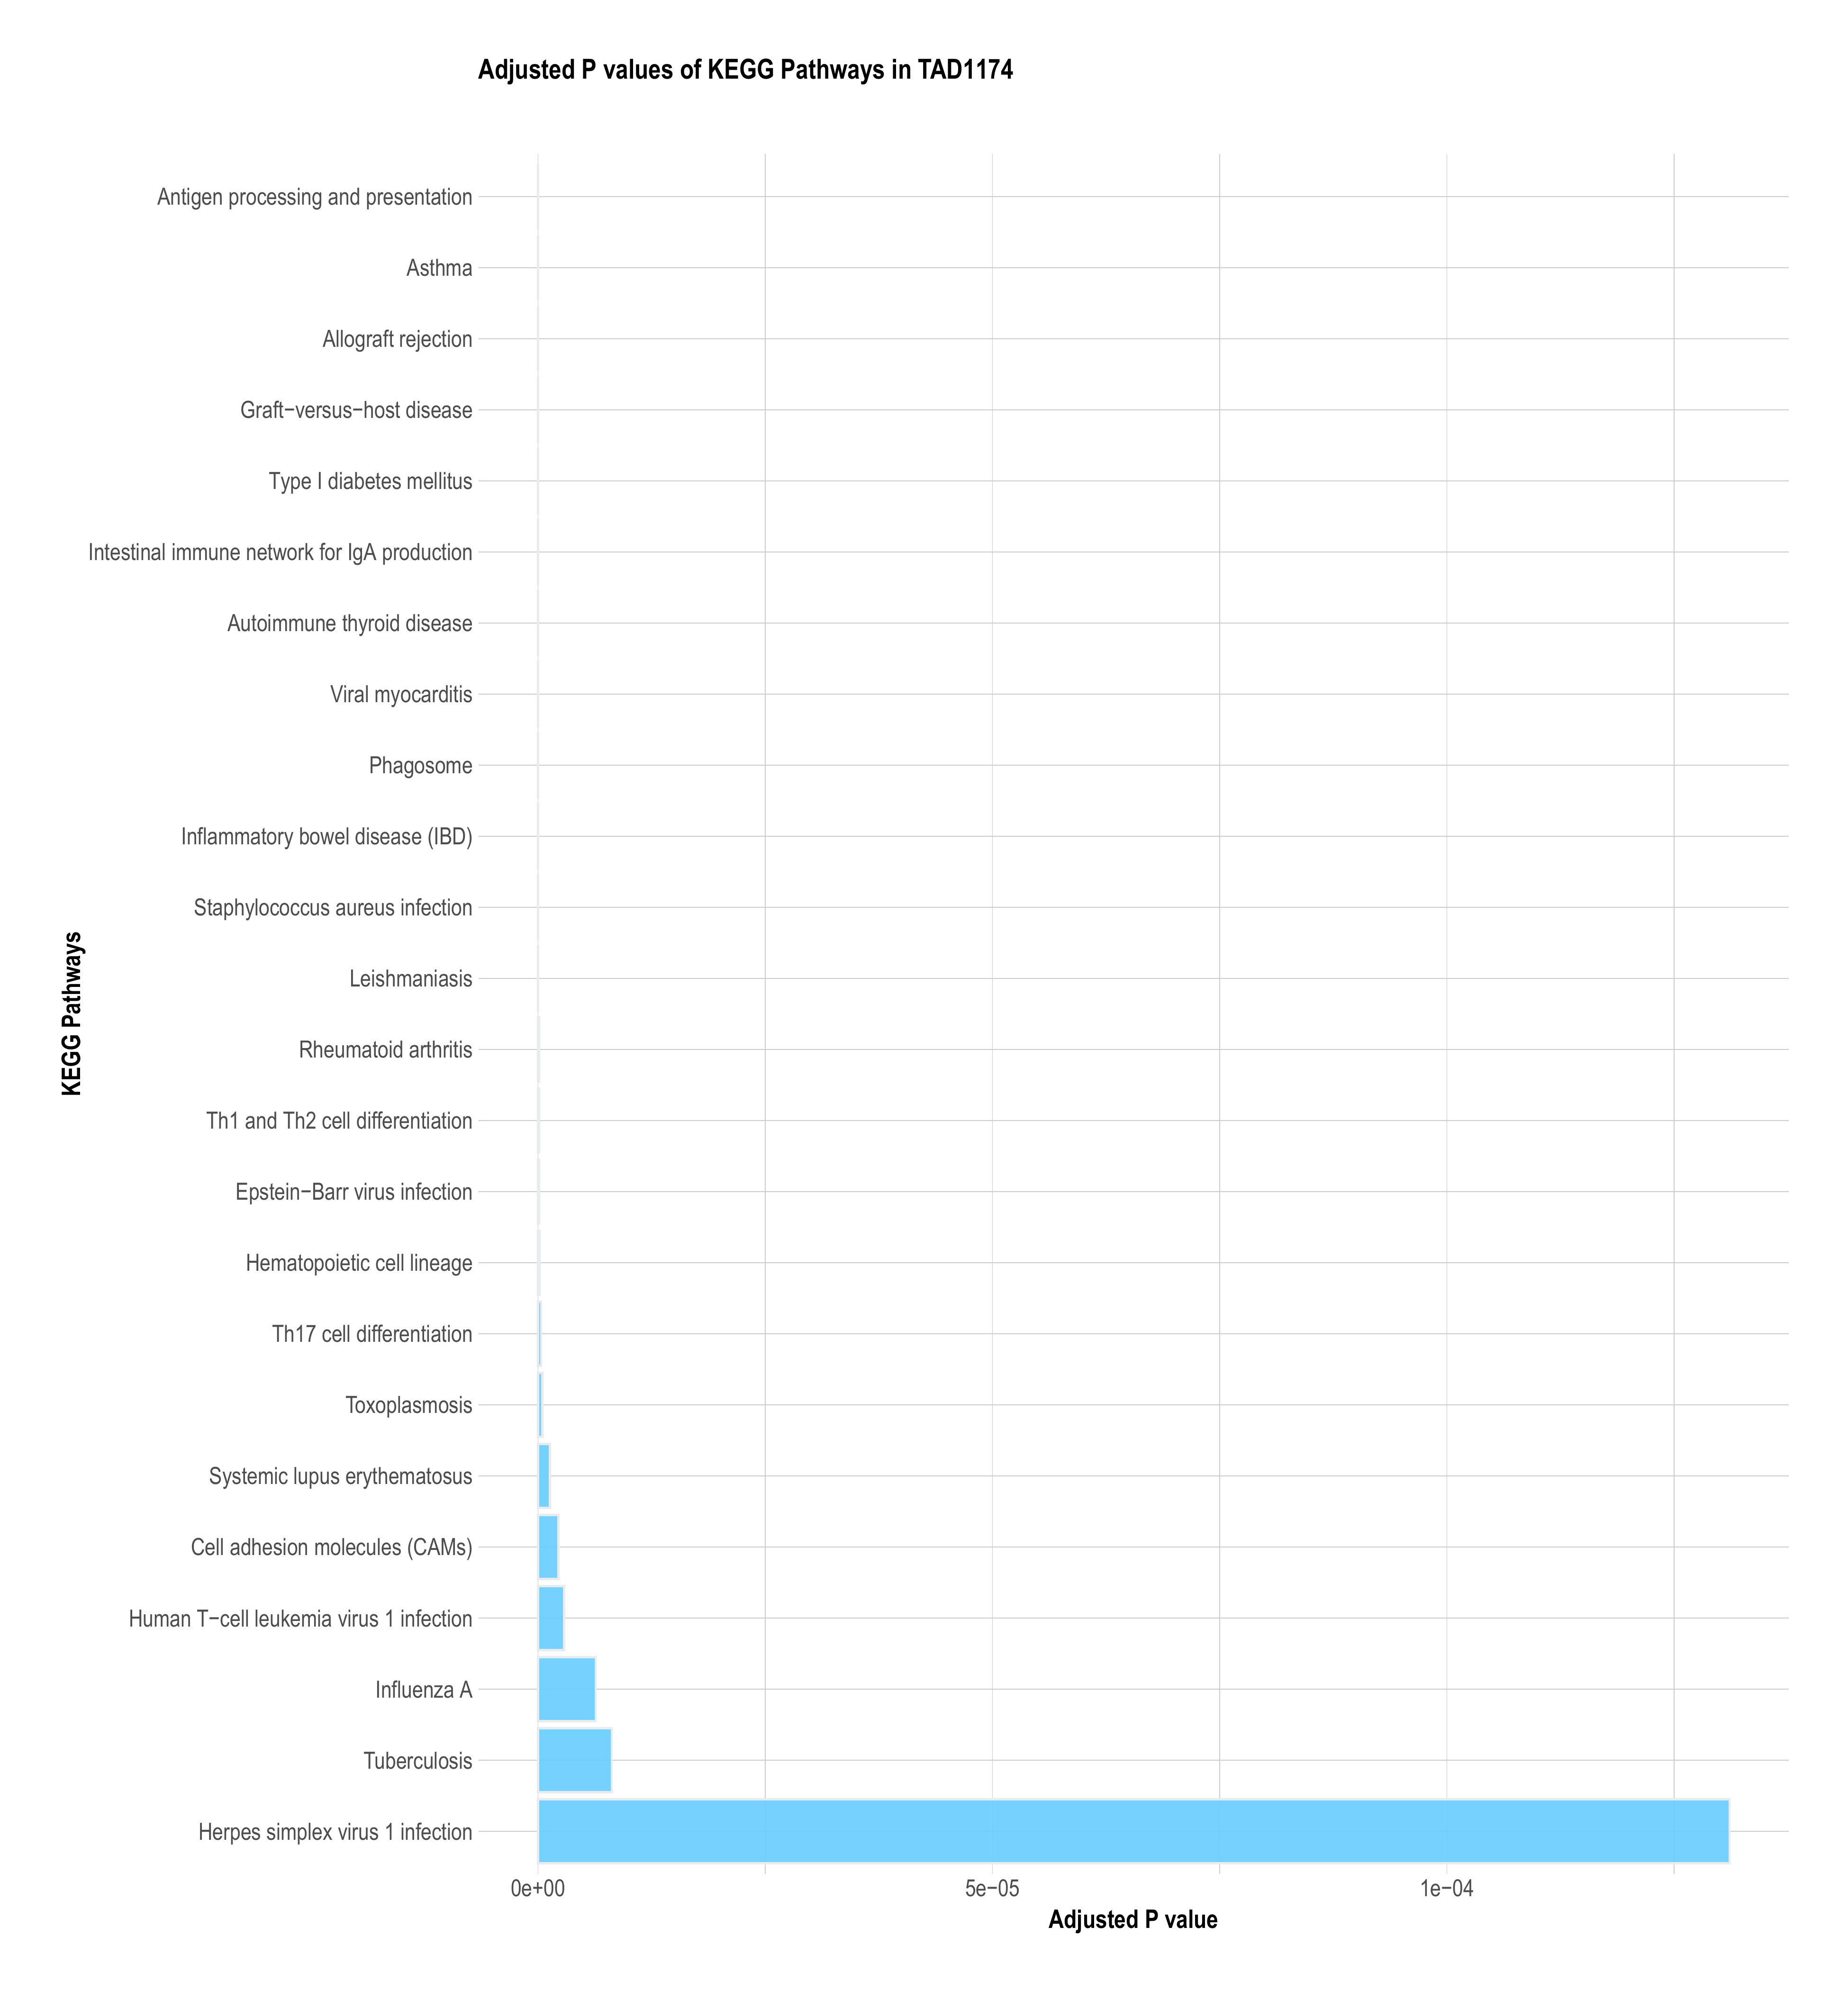 Adjusted P values of KEGG Pathways in TAD1174
Antigen processing and presentation
Asthma
Allograft rejection
Graft−versus−host disease
Type I diabetes mellitus
Intestinal immune network for IgA production
Autoimmune thyroid disease
Viral myocarditis
Phagosome
Inflammatory bowel disease (IBD)
Staphylococcus aureus infection
Leishmaniasis
Rheumatoid arthritis
Th1 and Th2 cell differentiation
Epstein−Barr virus infection
Hematopoietic cell lineage
Th17 cell differentiation
Toxoplasmosis
Systemic lupus erythematosus
Cell adhesion molecules (CAMs)
Human T−cell leukemia virus 1 infection
Influenza A
Tuberculosis
Herpes simplex virus 1 infection
KEGG Pathways
0e+00 5e−05 1e−04
Adjusted P value